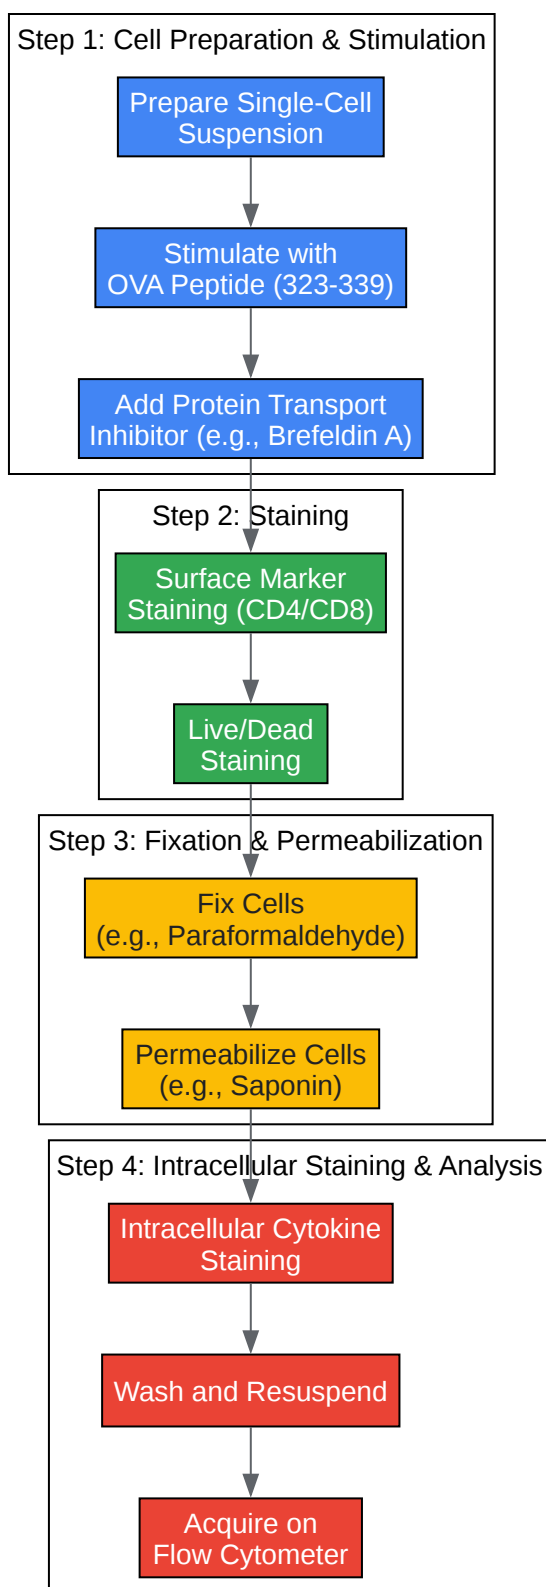 Step 1: Cell Preparation & Stimulation
Prepare Single-Cell
Suspension
Stimulate with
OVA Peptide (323-339)
Add Protein Transport
Inhibitor (e.g., Brefeldin A)
Step 2: Staining
Surface Marker
Staining (CD4/CD8)
Live/Dead
Staining
Step 3: Fixation & Permeabilization
Fix Cells
(e.g., Paraformaldehyde)
Permeabilize Cells
(e.g., Saponin)
Step 4: Intracellular Staining & Analysis
Intracellular Cytokine
Staining
Wash and Resuspend
Acquire on
Flow Cytometer